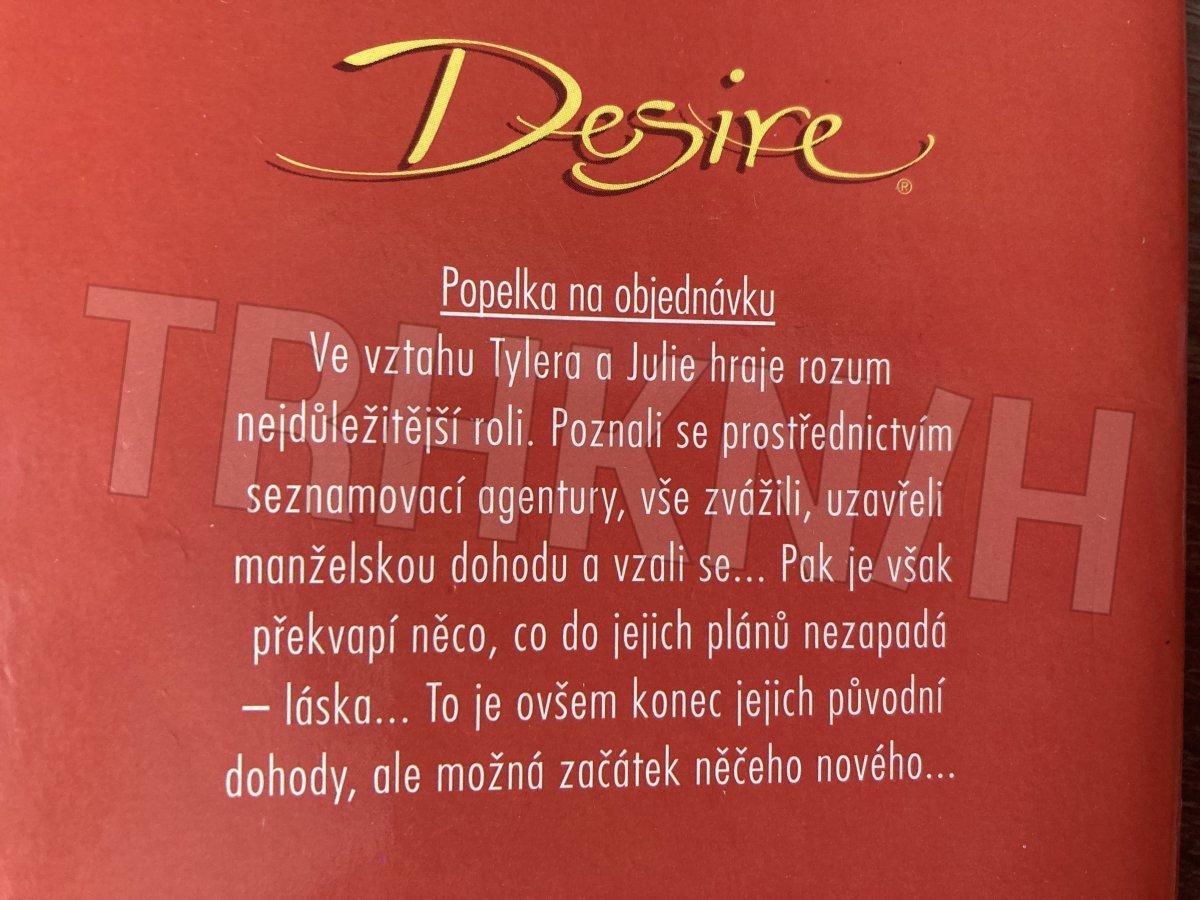 Desire®
Popelka na objednávku
Ve vztahu Tylera a Julie hraje rozum
nejdůležitější roli. Poznali se prostřednictvím
seznamovací agentury, vše zvážili, uzavřeli
manželskou dohodu a vzali se... Pak je však
překvapí něco, co do jejich plánů nezapadá
– láska... To je ovšem konec jejich původní
dohody, ale možná začátek něčeho nového...
TRHKNIH